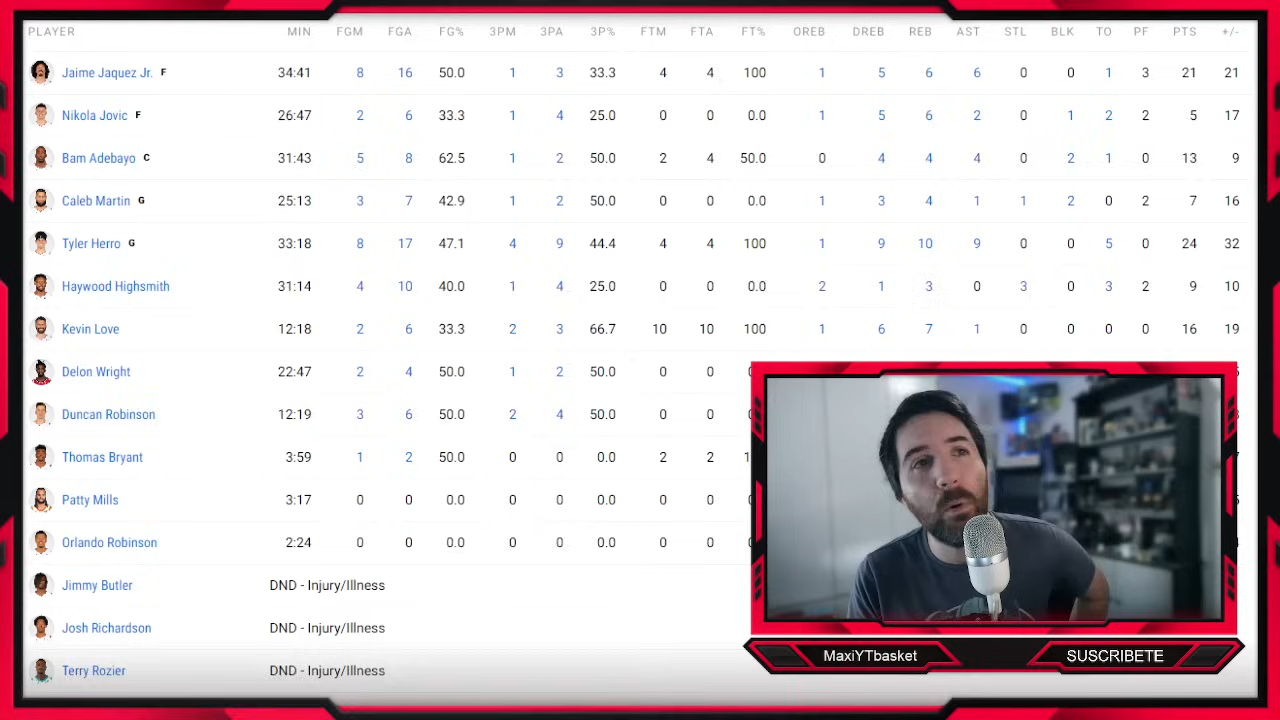 PLAYER MIN FGM FGA FG% 3PM 3PA 3P% FTM FTA FT% OREB DREB REB AST STL BLK TO PF PTS +/-
Jaime Jaquez Jr. F 34:41 8 16 50.0 1 3 33.3 4 4 100 1 5 6 6 0 0 1 3 21 21
Nikola Jovic F 26:47 2 6 33.3 1 4 25.0 0 0 0.0 1 5 6 2 0 1 2 2 5 17
Bam Adebayo C 31:43 5 8 62.5 1 2 50.0 2 4 50.0 0 4 4 4 0 2 1 0 13 9
Caleb Martin G 25:13 3 7 42.9 1 2 50.0 0 0 0.0 1 3 4 1 1 2 0 2 7 16
Tyler Herro G 33:18 8 17 47.1 4 9 44.4 4 4 100 1 9 10 9 0 0 5 0 24 32
Haywood Highsmith 31:14 4 10 40.0 1 4 25.0 0 0 0.0 2 1 3 0 3 0 3 2 9 10
Kevin Love 12:18 2 6 33.3 2 3 66.7 10 10 100 1 6 7 1 0 0 0 0 16 19
Delon Wright 22:47 2 4 50.0 1 2 50.0 0 0
Duncan Robinson 12:19 3 6 50.0 2 4 50.0 0 0
Thomas Bryant 3:59 1 2 50.0 0 0 0.0 2 2
Patty Mills 3:17 0 0 0.0 0 0 0.0 0 0
Orlando Robinson 2:24 0 0 0.0 0 0 0.0 0 0
Jimmy Butler DND - Injury/Illness
Josh Richardson DND - Injury/Illness
Terry Rozier DND - Injury/Illness
MaxiYTbasket SUSCRIBETE